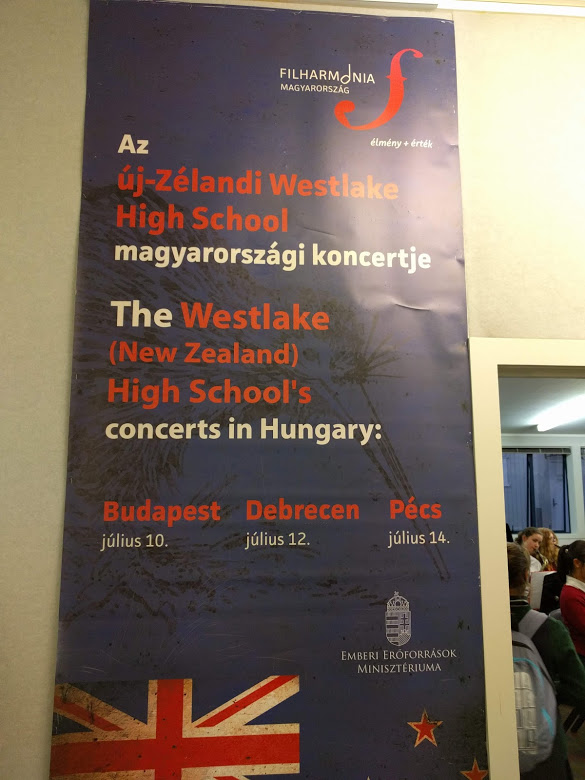 FILHARMONIA
MAGYARORSZÁG
élmény + érték
Az
új-Zélandi Westlake
High School
magyarországi koncertje
The Westlake
(New Zealand)
High School's
concerts in Hungary:
Budapest Debrecen Pécs
július 10. július 12. július 14.
Emberi Erőforrások
Minisztériuma